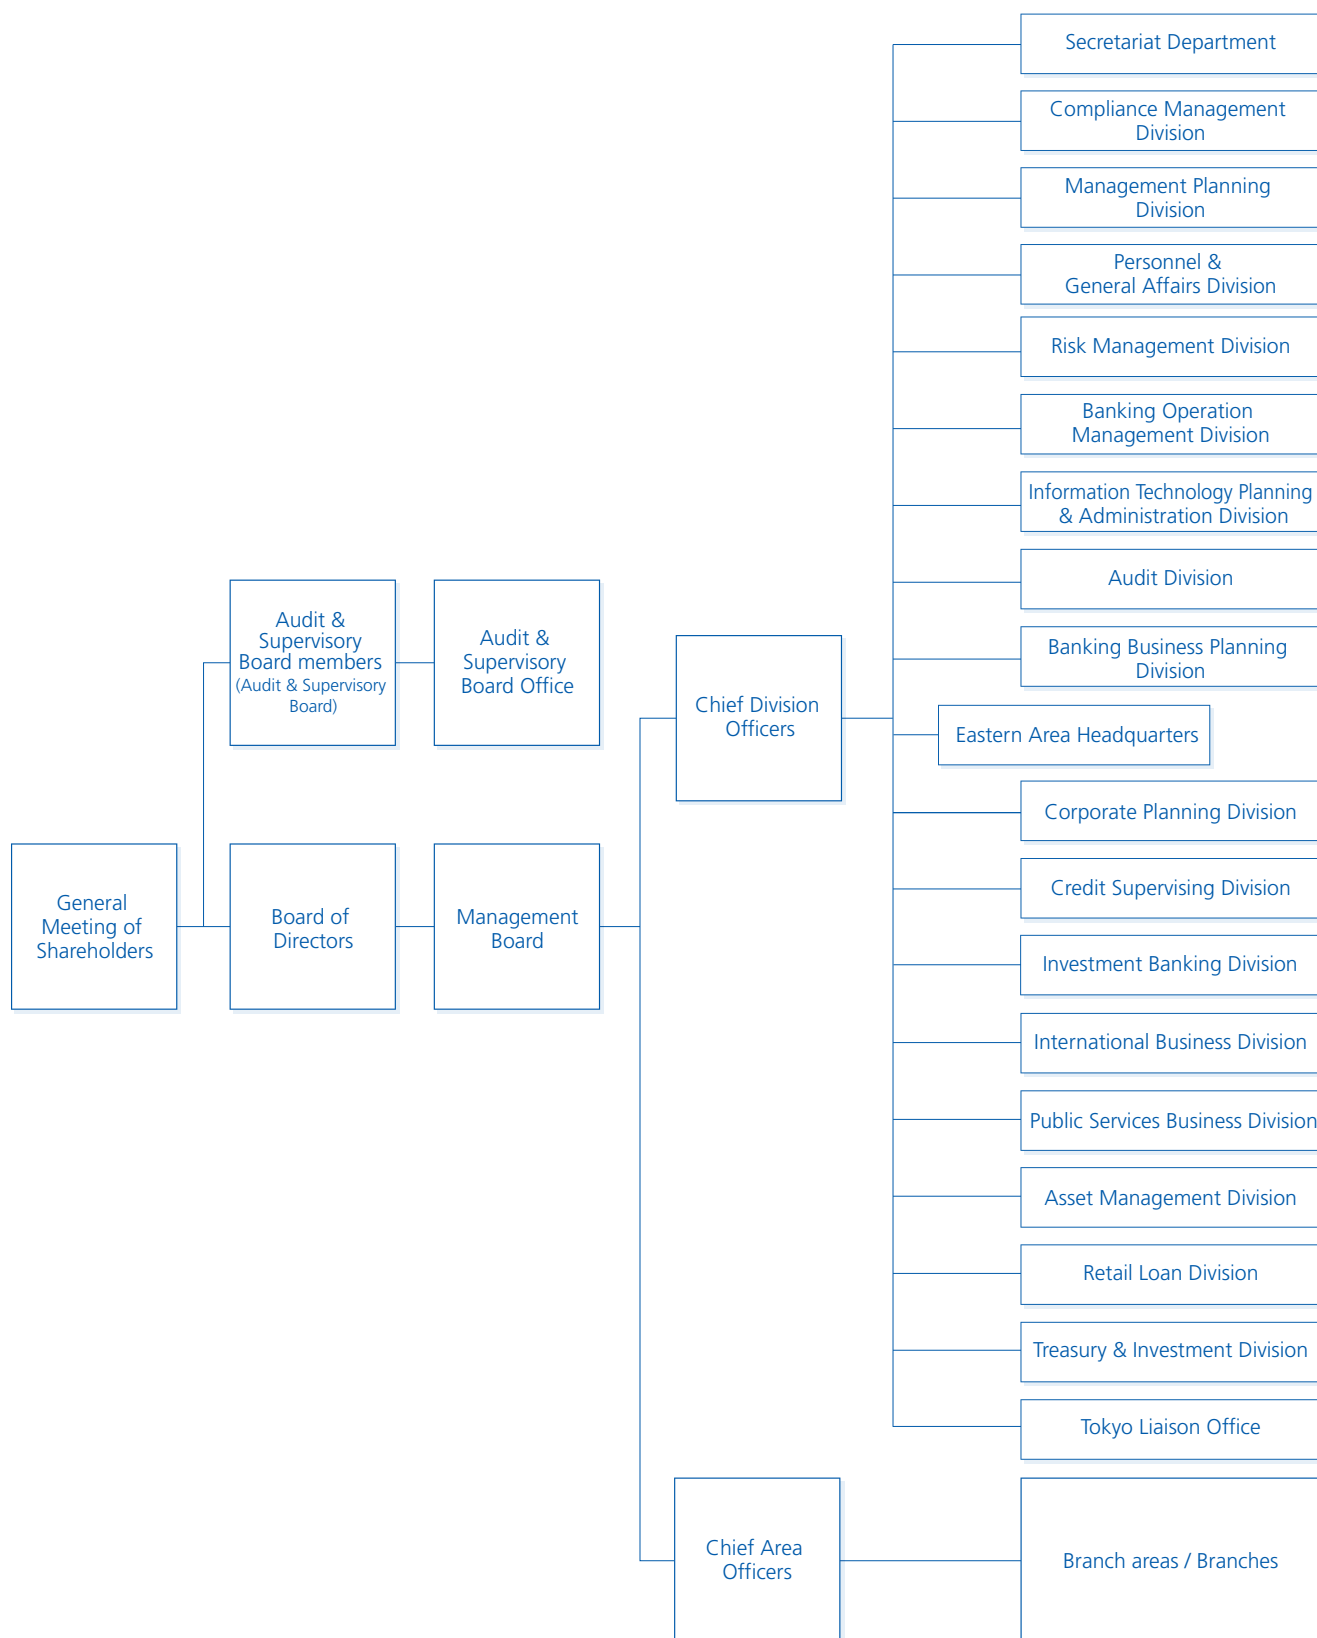 Secretariat Department
Compliance Management
Division
Management Planning
Division
Personnel &
General Affairs Division
Risk Management Division
Banking Operation
Management Division
Information Technology Planning
& Administration Division
Audit Division
Banking Business Planning
Division
Eastern Area Headquarters
Corporate Planning Division
Credit Supervising Division
Investment Banking Division
International Business Division
Public Services Business Division
Asset Management Division
Retail Loan Division
Treasury & Investment Division
Tokyo Liaison Office
Branch areas / Branches
Audit &
Supervisory
Board members
(Audit & Supervisory
Board)
Audit &
Supervisory
Board Office
Chief Division
Officers
General
Meeting of
Shareholders
Board of
Directors
Management
Board
Chief Area
Officers